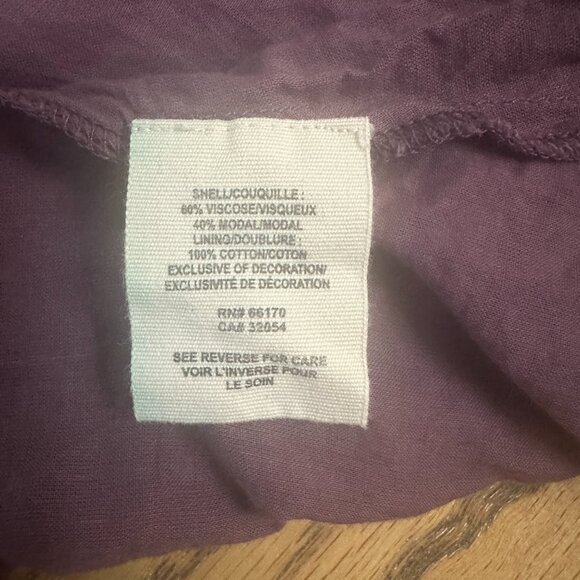 SHELL/COUQUILLE :
60% VISCOSE/VISQUEUX
40% MODAL/MODAL
LINING/DOUBLURE :
100% COTTON/COTON
EXCLUSIVE OF DECORATION/
EXCLUSIVITÉ DE DÉCORATION
RN# 66170
CA# 32054
SEE REVERSE FOR CARE
VOIR L'INVERSE POUR
LE SOIN